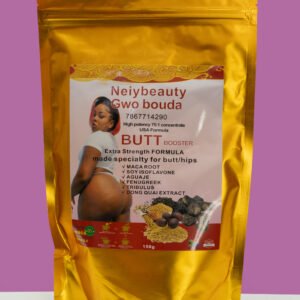 Neiybeauty
Gwo bouda
7867714290
High potency 75:1 concentrate
USA Formula
BUTT BOOSTER
Extra Strength FORMULA
made specialty for butt/hips
√ MACA ROOT
√ SOY ISOFLAVONE
√ AGUAJE
√ FENUGREEK
√ TRIBULUS
√ DONG QUAI EXTRACT
150g